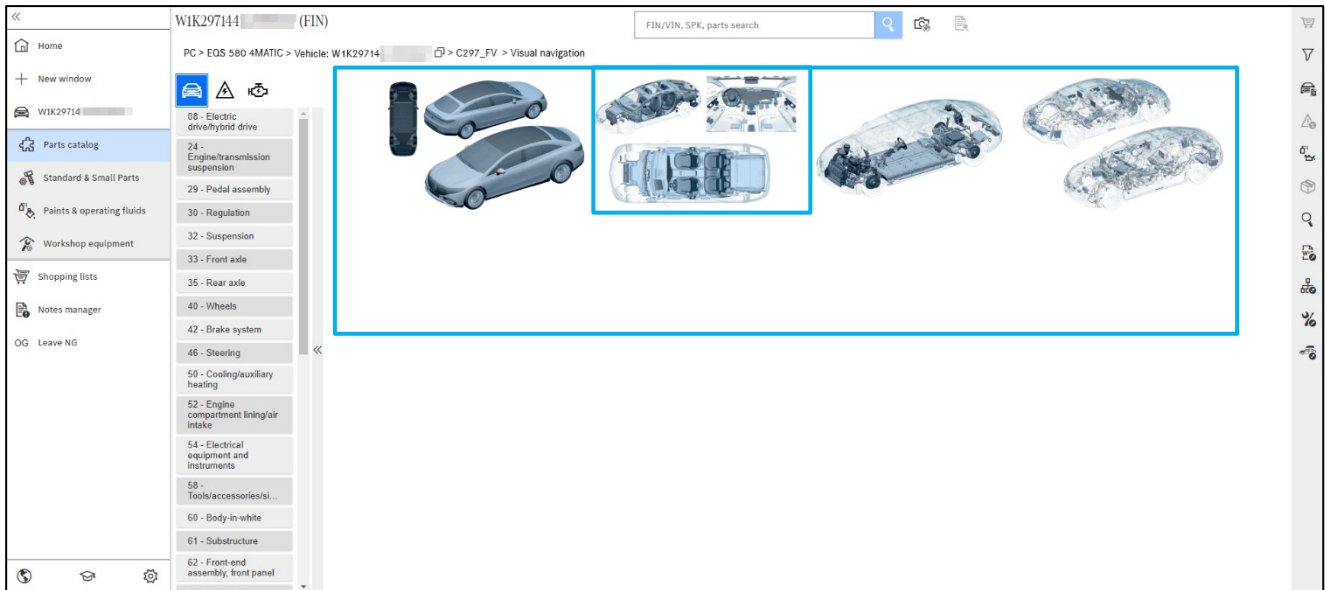 W1K297144 (FIN)
FIN/VIN, SPK, parts search
Home
New window
W1K29714
Parts catalog
Standard & Small Parts
Paints & operating fluids
Workshop equipment
Shopping lists
Notes manager
OG Leave NG
PC > EQS 580 4MATIC > Vehicle: W1K29714 > C297_FV > Visual navigation
08 - Electric
drive/hybrid drive
24 -
Engine/transmission
suspension
29 - Pedal assembly
30 - Regulation
32 - Suspension
33 - Front axle
35 - Rear axle
40 - Wheels
42 - Brake system
46 - Steering
50 - Cooling/auxiliary
heating
52 - Engine
compartment lining/air
intake
54 - Electrical
equipment and
instruments
58 -
Tools/accessories/si...
60 - Body-in-white
61 - Substructure
62 - Front-end
assembly, front panel